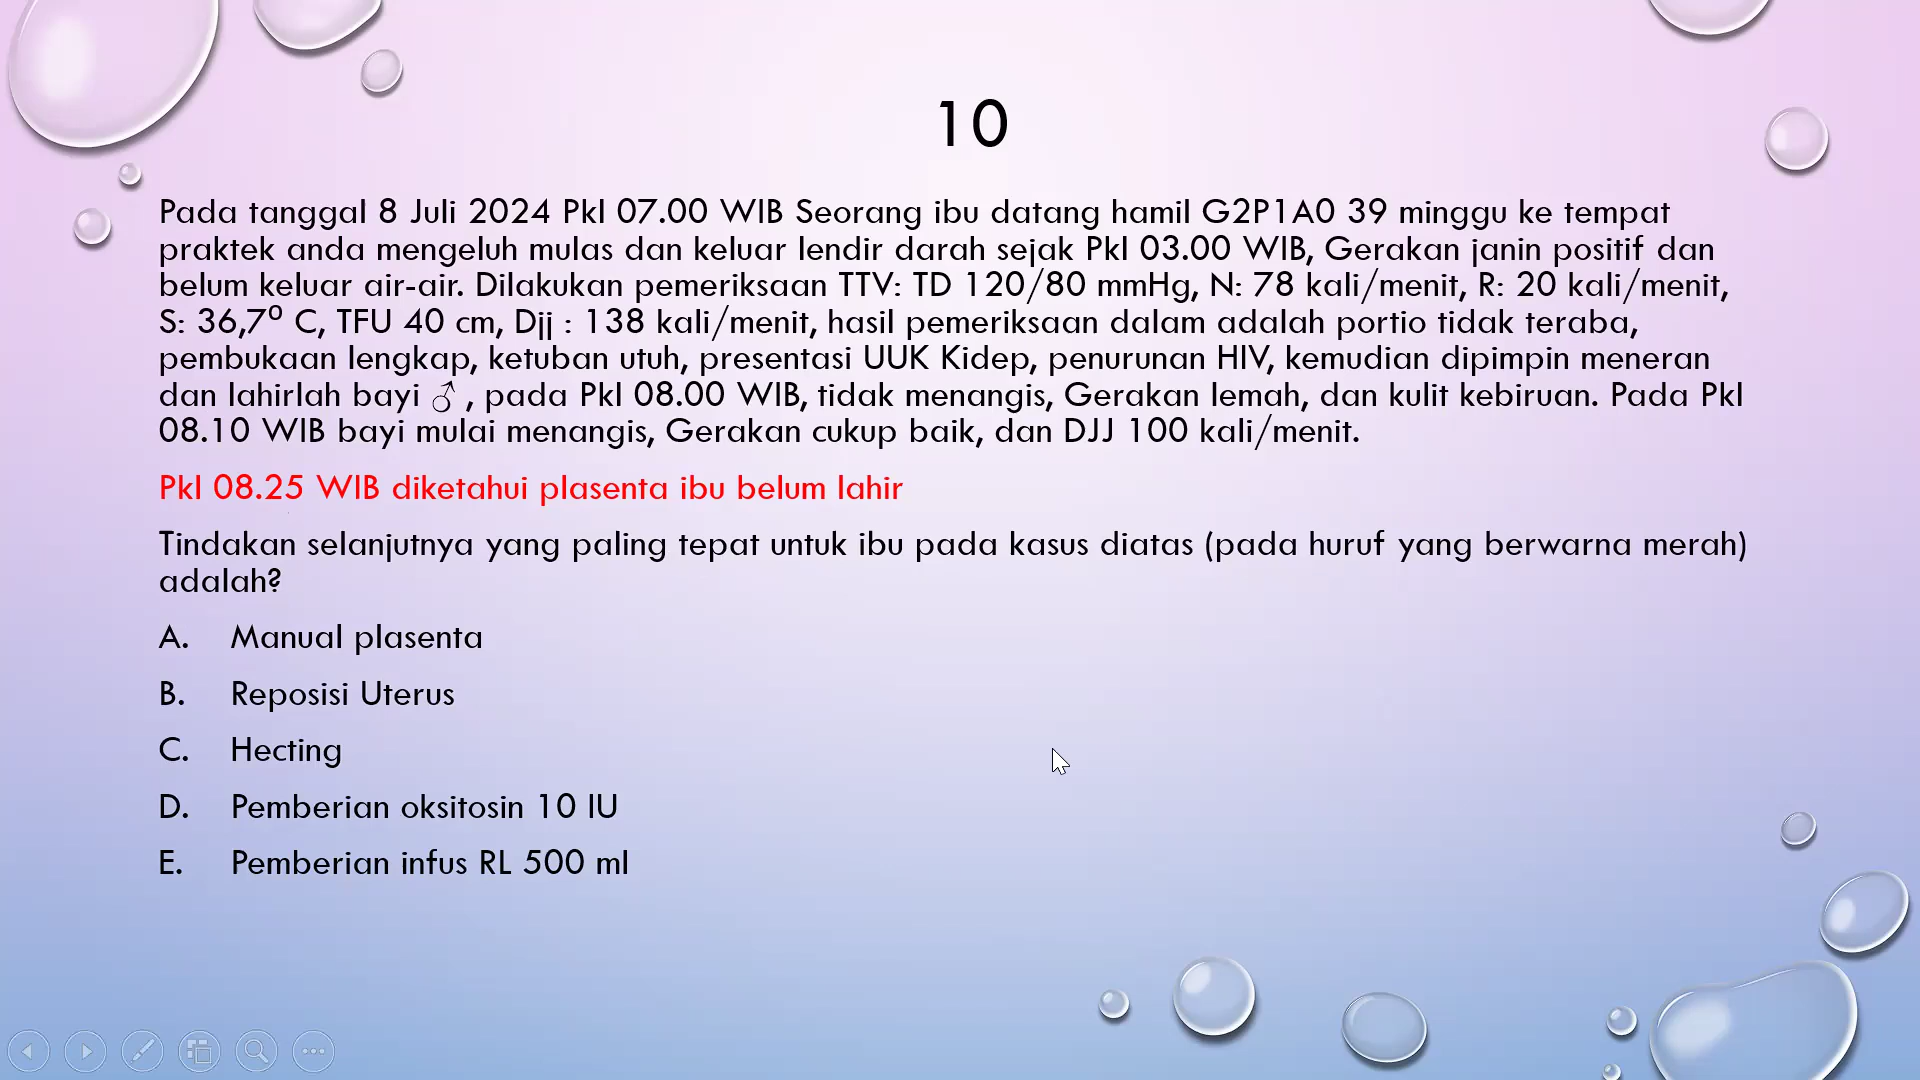 10
Pada tanggal 8 Juli 2024 Pkl 07.00 WIB Seorang ibu datang hamil G2P1A0 39 minggu ke tempat
praktek anda mengeluh mulas dan keluar lendir darah sejak Pkl 03.00 WIB, Gerakan janin positif dan
belum keluar air-air. Dilakukan pemeriksaan TTV: TD 120/80 mmHg, N: 78 kali/menit, R: 20 kali/menit,
S: 36,7⁰ C, TFU 40 cm, Djj : 138 kali/menit, hasil pemeriksaan dalam adalah portio tidak teraba,
pembukaan lengkap, ketuban utuh, presentasi UUK Kidep, penurunan HIV, kemudian dipimpin meneran
dan lahirlah bayi ♂, pada Pkl 08.00 WIB, tidak menangis, Gerakan lemah, dan kulit kebiruan. Pada Pkl
08.10 WIB bayi mulai menangis, Gerakan cukup baik, dan DJJ 100 kali/menit.
Pkl 08.25 WIB diketahui plasenta ibu belum lahir
Tindakan selanjutnya yang paling tepat untuk ibu pada kasus diatas (pada huruf yang berwarna merah)
adalah?
A. Manual plasenta
B. Reposisi Uterus
C. Hecting
D. Pemberian oksitosin 10 IU
E. Pemberian infus RL 500 ml